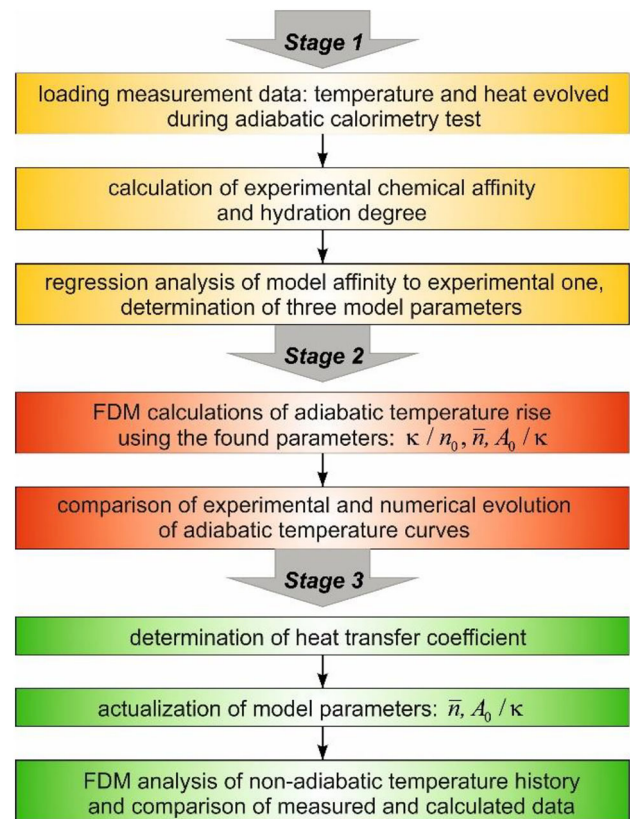 Stage 1
loading measurement data: temperature and heat evolved
during adiabatic calorimetry test
calculation of experimental chemical affinity
and hydration degree
regression analysis of model affinity to experimental one,
determination of three model parameters
Stage 2
FDM calculations of adiabatic temperature rise
using the found parameters: κ / n₀, n̄, A₀ / κ
comparison of experimental and numerical evolution
of adiabatic temperature curves
Stage 3
determination of heat transfer coefficient
actualization of model parameters: n̄, A₀ / κ
FDM analysis of non-adiabatic temperature history
and comparison of measured and calculated data